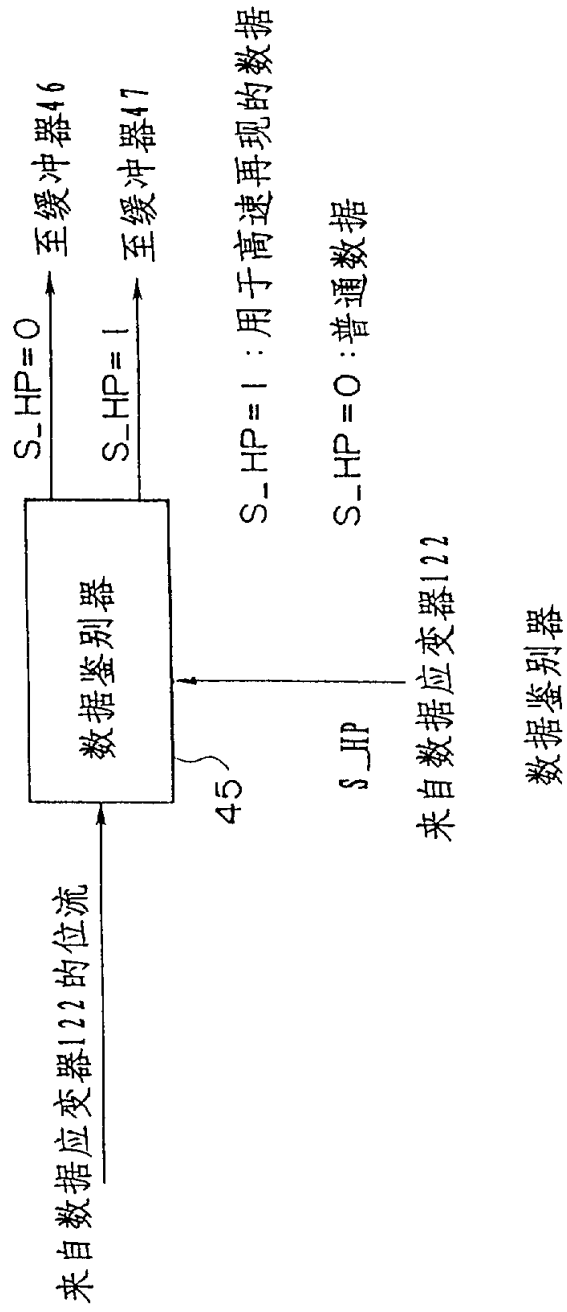 来自数据应变器122的位流
数据鉴别器
45
S_HP=0
至缓冲器46
S_HP=1
至缓冲器47
S_HP
来自数据应变器122
S_HP=1:用于高速再现的数据
S_HP=0:普通数据
数据鉴别器